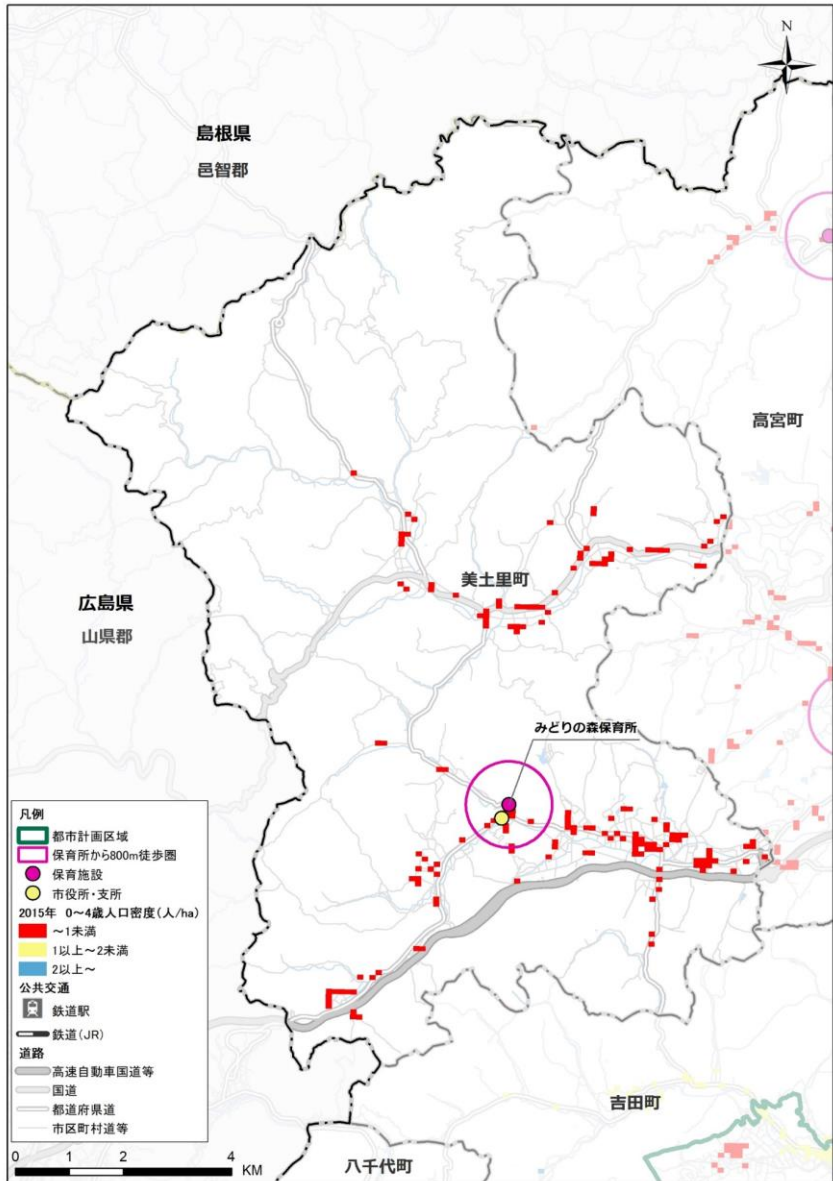 N
島根県
邑智郡
高宮町
美土里町
広島県
山県郡
みどりの森保育所
凡例
都市計画区域
保育所から800m徒歩圏
保育施設
市役所・支所
2015年 0～4歳人口密度(人/ha)
～1未満
1以上～2未満
2以上～
公共交通
鉄道駅
鉄道(JR)
道路
高速自動車国道等
国道
都道府県道
市区町村道等
吉田町
八千代町
0 1 2 4
KM